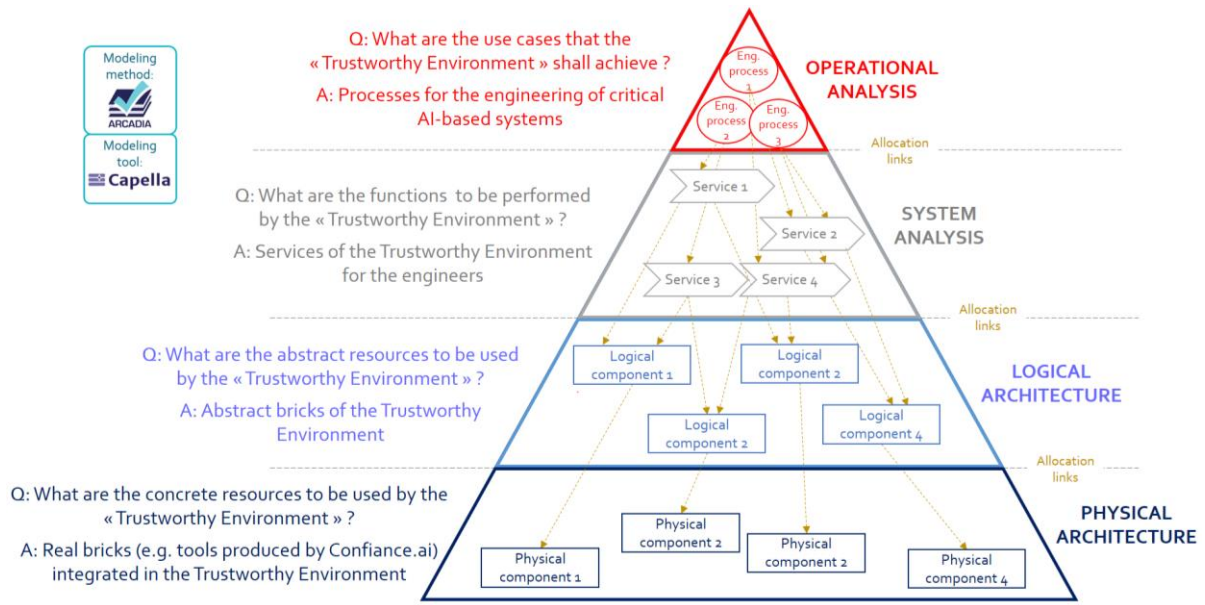 Modeling
method:
ARCADIA
Modeling
tool:
Capella
Q: What are the use cases that the
« Trustworthy Environment » shall achieve ?
A: Processes for the engineering of critical
AI-based systems
Eng.
process
1
Eng.
process
2
Eng.
process
3
OPERATIONAL
ANALYSIS
Allocation
links
Q: What are the functions to be performed
by the « Trustworthy Environment » ?
A: Services of the Trustworthy Environment
for the engineers
Service 1
Service 2
Service 3
Service 4
SYSTEM
ANALYSIS
Allocation
links
Q: What are the abstract resources to be used
by the « Trustworthy Environment » ?
A: Abstract bricks of the Trustworthy
Environment
Logical
component 1
Logical
component 2
Logical
component 2
Logical
component 4
LOGICAL
ARCHITECTURE
Allocation
links
Q: What are the concrete resources to be used by the
« Trustworthy Environment » ?
A: Real bricks (e.g. tools produced by Confiance.ai)
integrated in the Trustworthy Environment
Physical
component 1
Physical
component 2
Physical
component 2
Physical
component 4
PHYSICAL
ARCHITECTURE